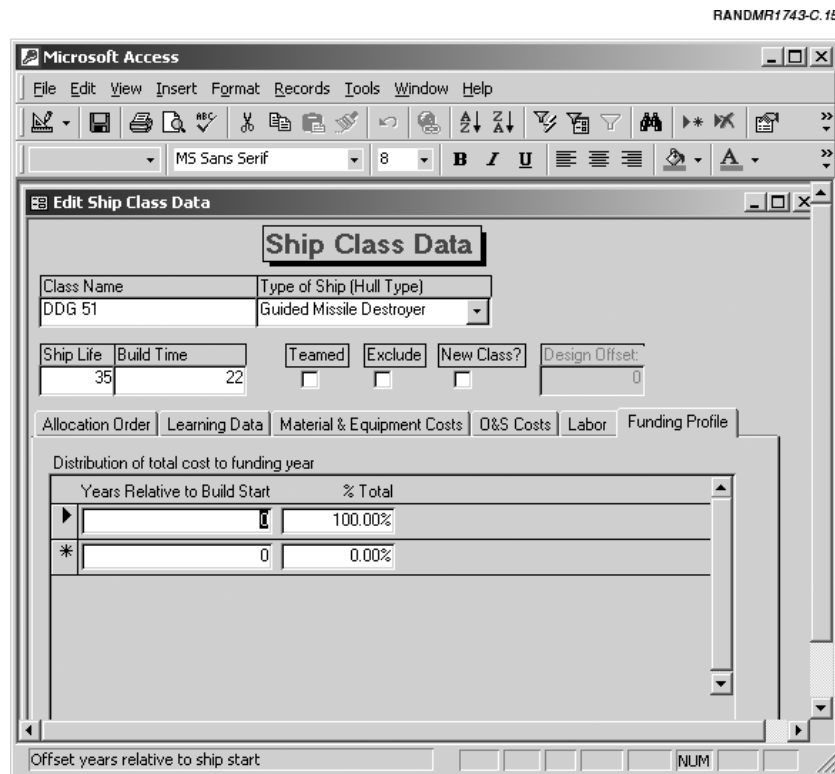 RANDMR1743-C.15
Microsoft Access
File Edit View Insert Format Records Tools Window Help
MS Sans Serif 8 B I U A
Edit Ship Class Data
Ship Class Data
Class Name Type of Ship (Hull Type)
DDG 51 Guided Missile Destroyer
Ship Life Build Time Teamed Exclude New Class? Design Offset:
35 22 0
Allocation Order Learning Data Material & Equipment Costs O&S Costs Labor Funding Profile
Distribution of total cost to funding year
Years Relative to Build Start % Total
0 100.00%
0 0.00%
Offset years relative to ship start NUM